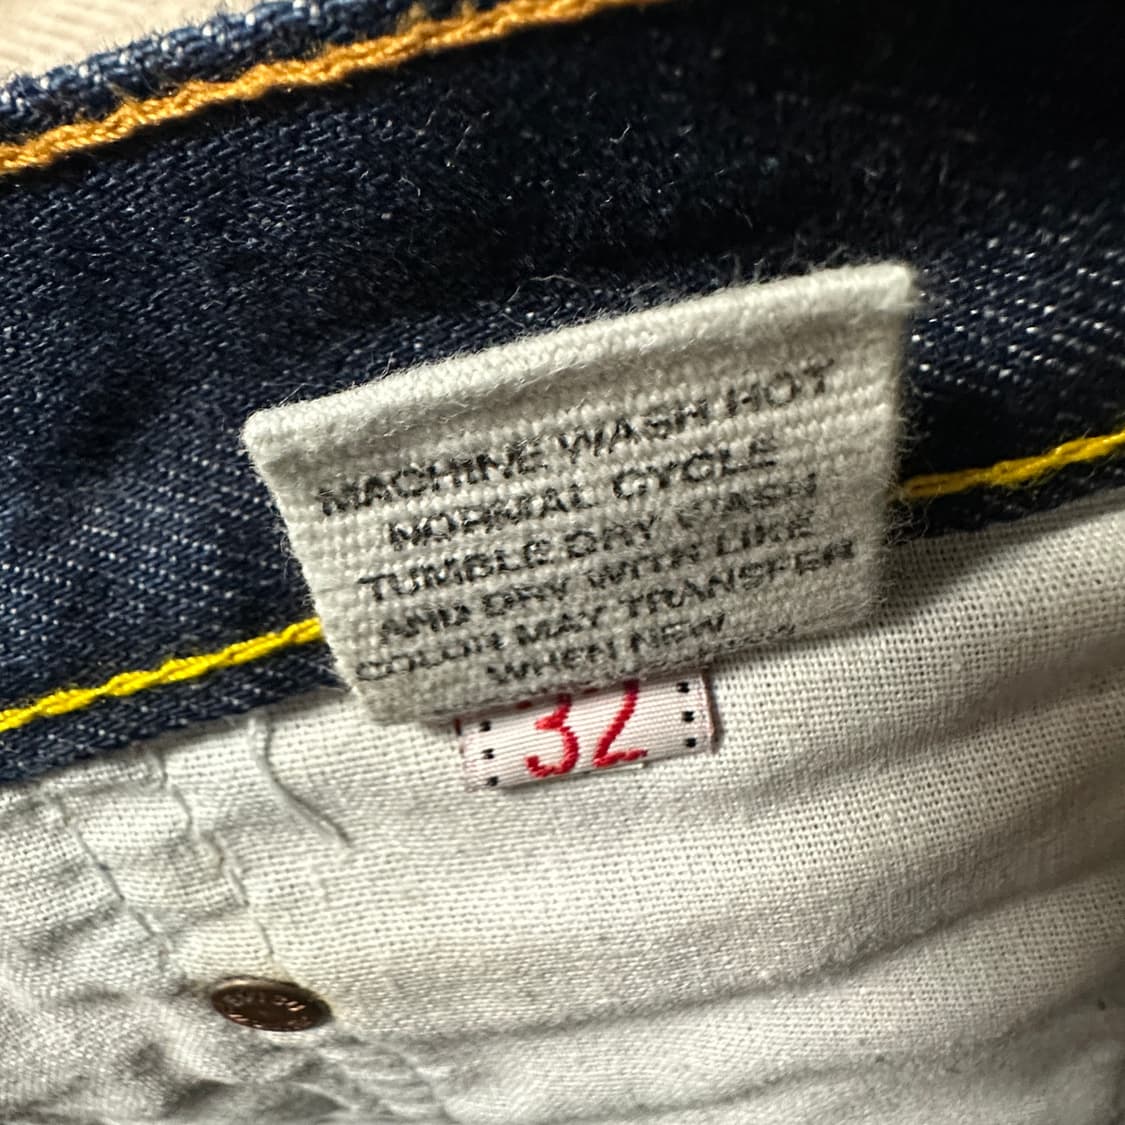 MACHINE WASH HOT
NORMAL CYCLE
TUMBLE DRY WASH
AND DRY WITH LIKE
COLOR MAY TRANSFER
WHEN NEW
32